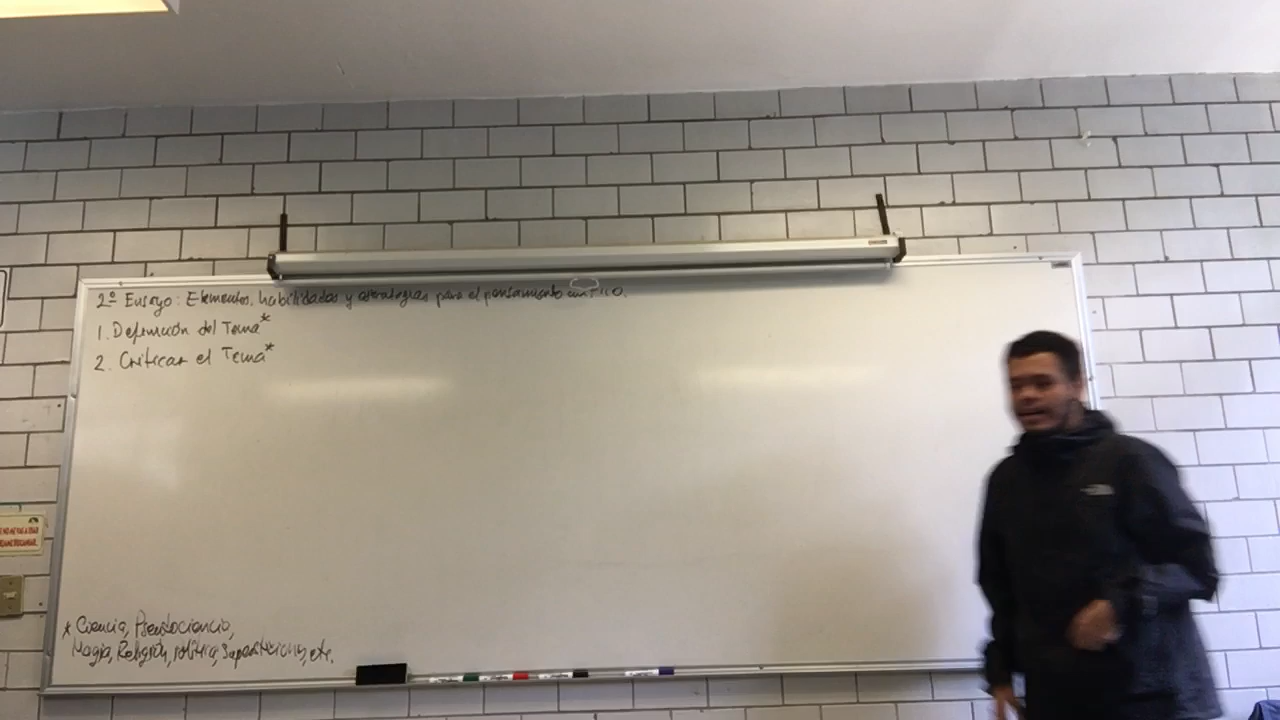 2º Ensayo: Elementos, habilidades y estrategias para el pensamiento crítico.
1. Definición del Tema*
2. Criticar el Tema*
* Ciencia, Pseudociencia,
Magia, Religión, política, Supersticiones, etc.